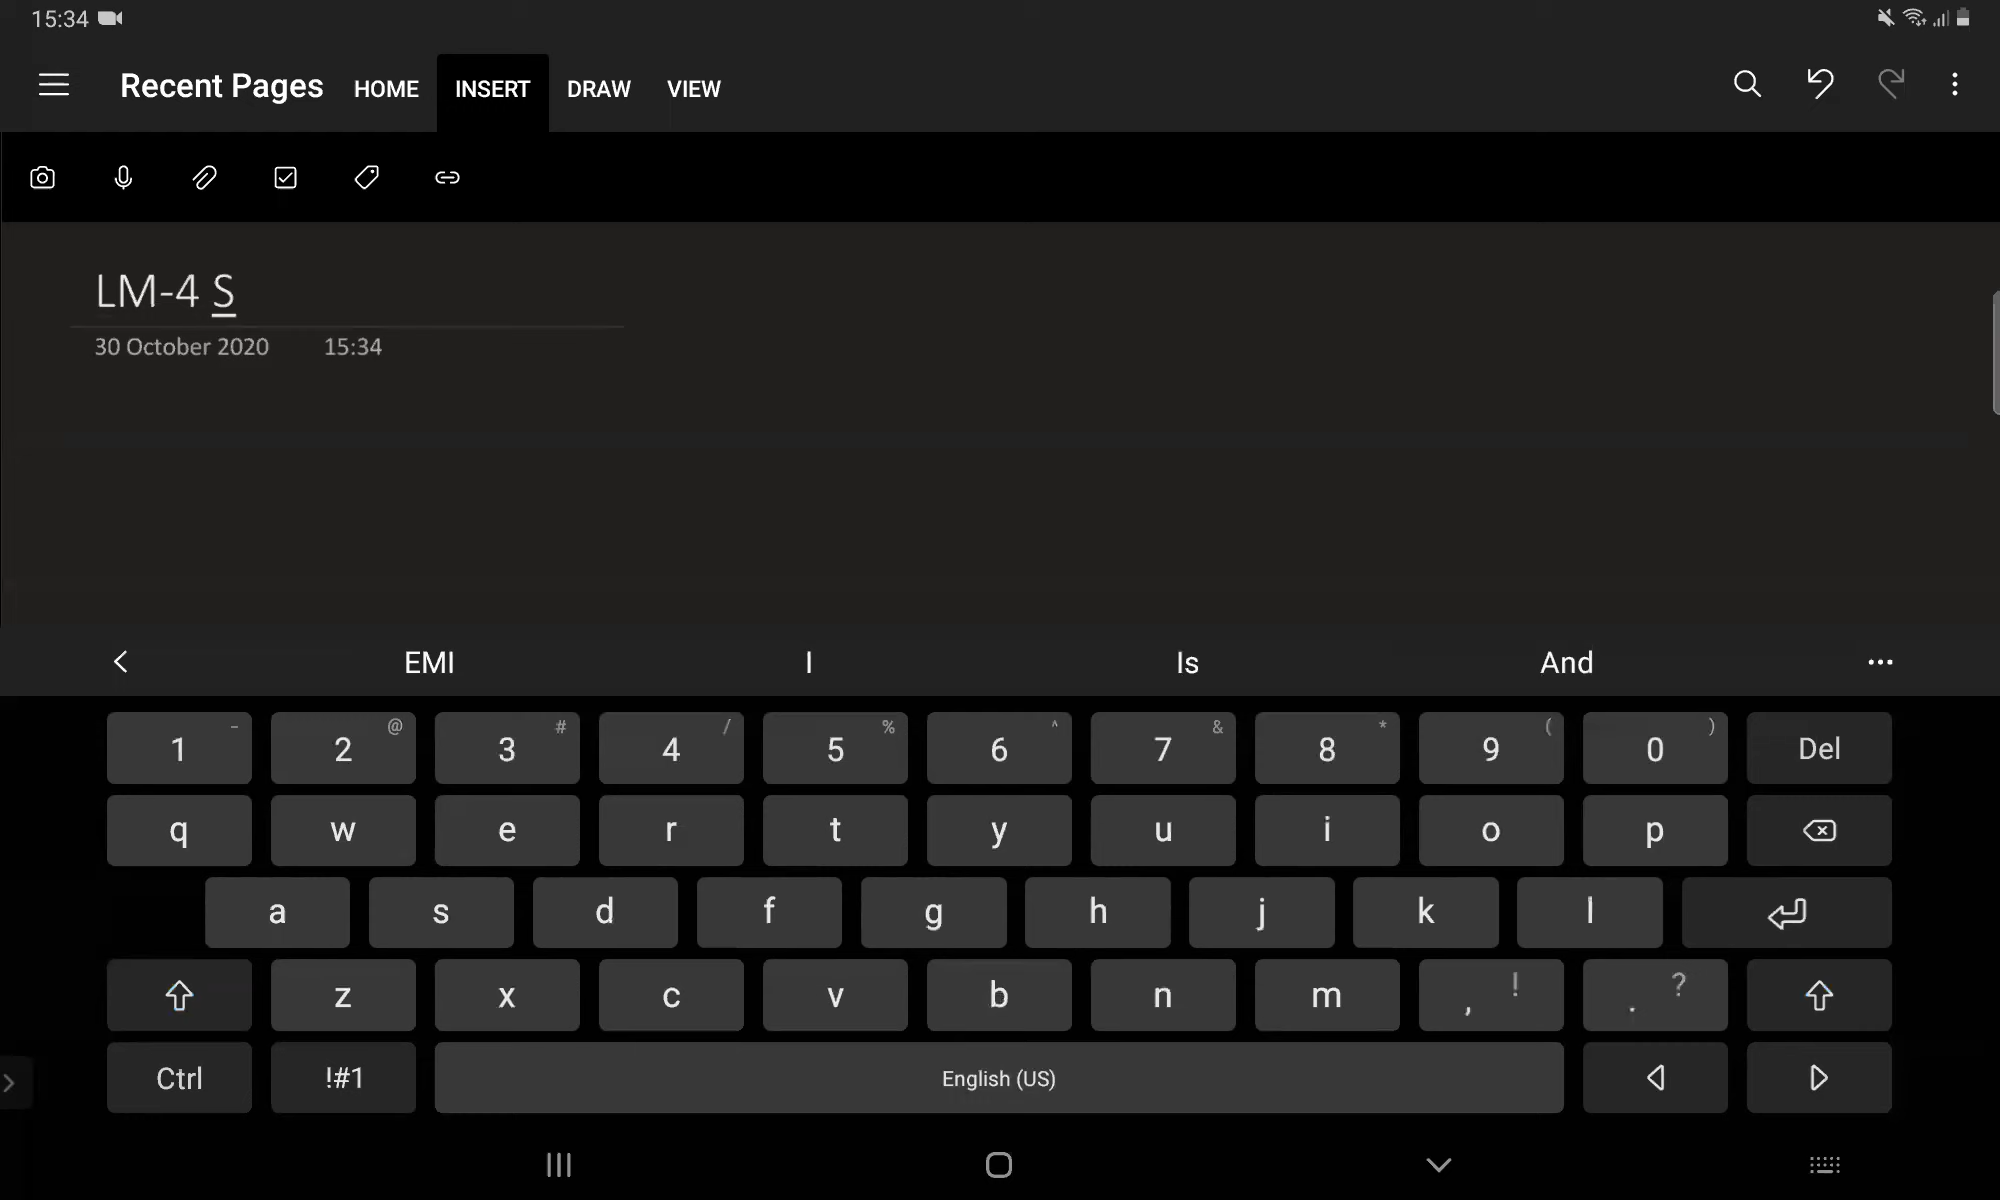 15:34
Recent Pages HOME INSERT DRAW VIEW
LM-4 S
30 October 2020 15:34
EMI I Is And
1 - 2 @ 3 # 4 / 5 % 6 ^ 7 & 8 * 9 ( 0 ) Del
q w e r t y u i o p
a s d f g h j k l
z x c v b n m , ! . ?
Ctrl !#1 English (US)